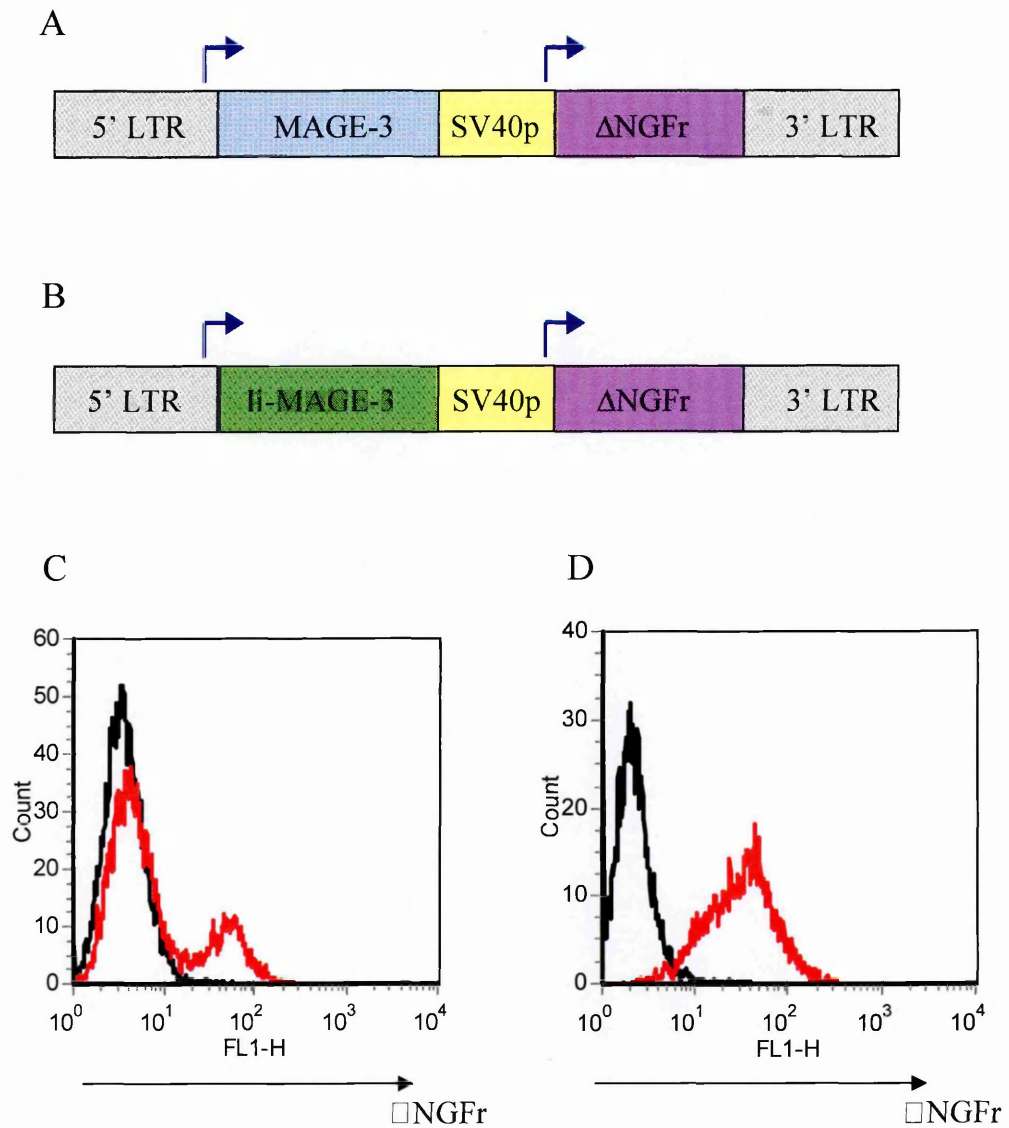 A
5' LTR MAGE-3 SV40p ΔNGFr 3' LTR
B
5' LTR Ii-MAGE-3 SV40p ΔNGFr 3' LTR
C
60
50
40
30
20
10
0
Count
10⁰ 10¹ 10² 10³ 10⁴
FL1-H
□NGFr
D
40
30
20
10
0
Count
10⁰ 10¹ 10² 10³ 10⁴
FL1-H
□NGFr